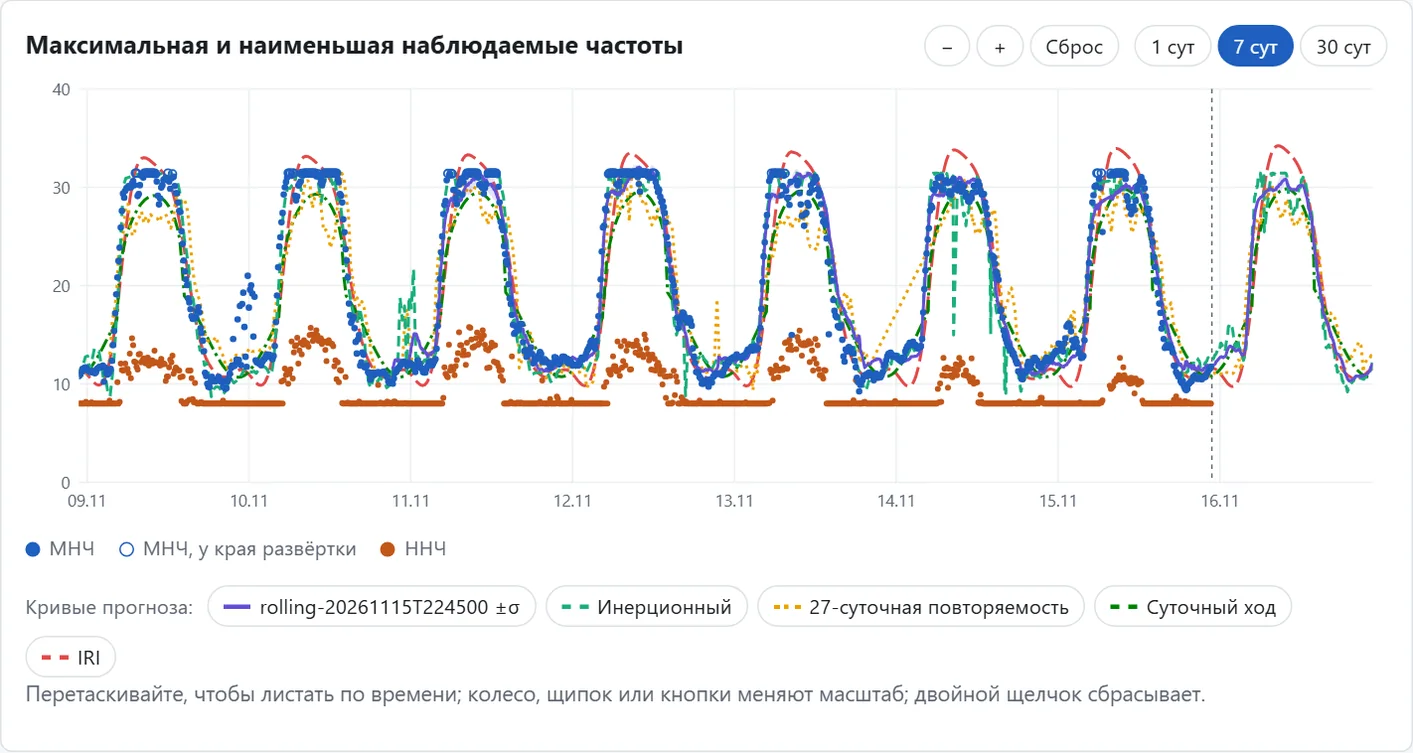 Максимальная и наименьшая наблюдаемые частоты
– + Сброс 1 сут 7 сут 30 сут
40
30
20
10
0
09.11 10.11 11.11 12.11 13.11 14.11 15.11 16.11
МНЧ МНЧ, у края развёртки ННЧ
Кривые прогноза: rolling-20261115T224500 ±σ Инерционный 27-суточная повторяемость Суточный ход
IRI
Перетаскивайте, чтобы листать по времени; колесо, щипок или кнопки меняют масштаб; двойной щелчок сбрасывает.